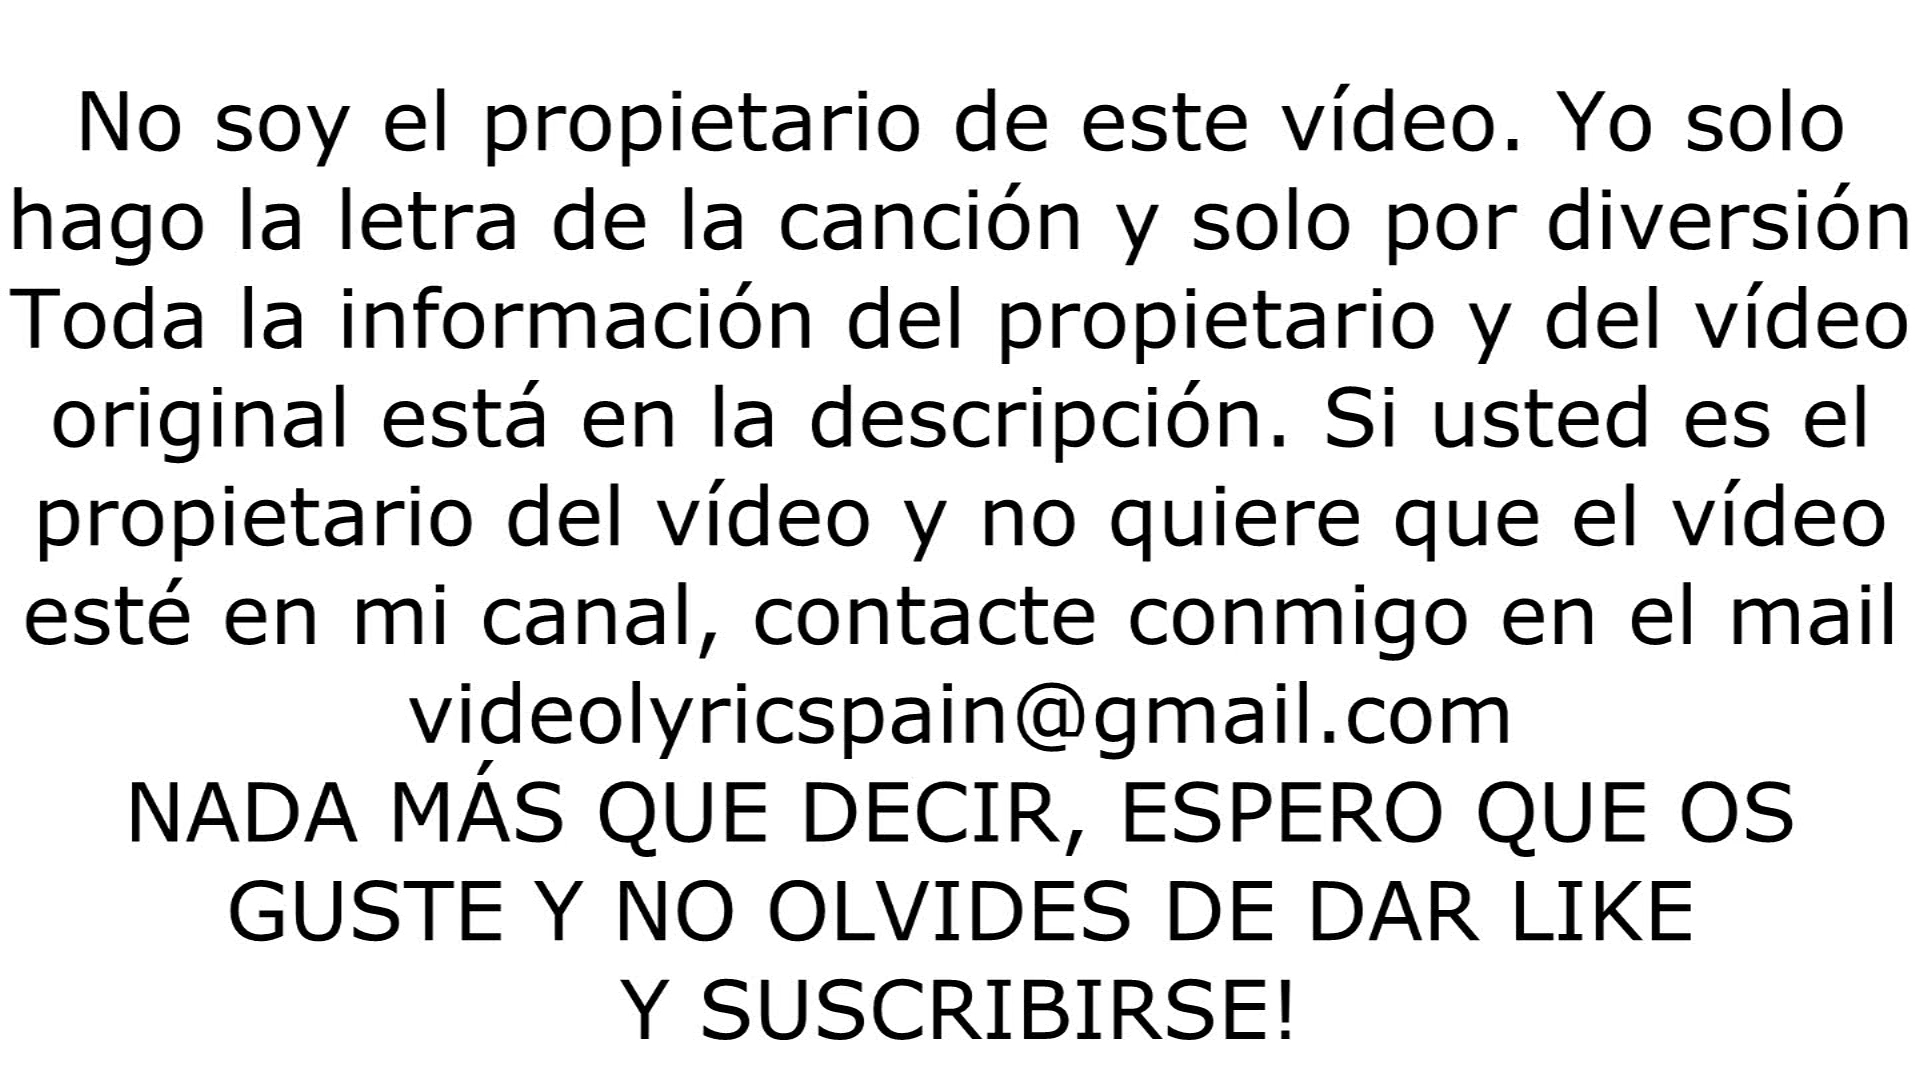 No soy el propietario de este vídeo. Yo solo
hago la letra de la canción y solo por diversión
Toda la información del propietario y del vídeo
original está en la descripción. Si usted es el
propietario del vídeo y no quiere que el vídeo
esté en mi canal, contacte conmigo en el mail
videolyricspain@gmail.com
NADA MÁS QUE DECIR, ESPERO QUE OS
GUSTE Y NO OLVIDES DE DAR LIKE
Y SUSCRIBIRSE!